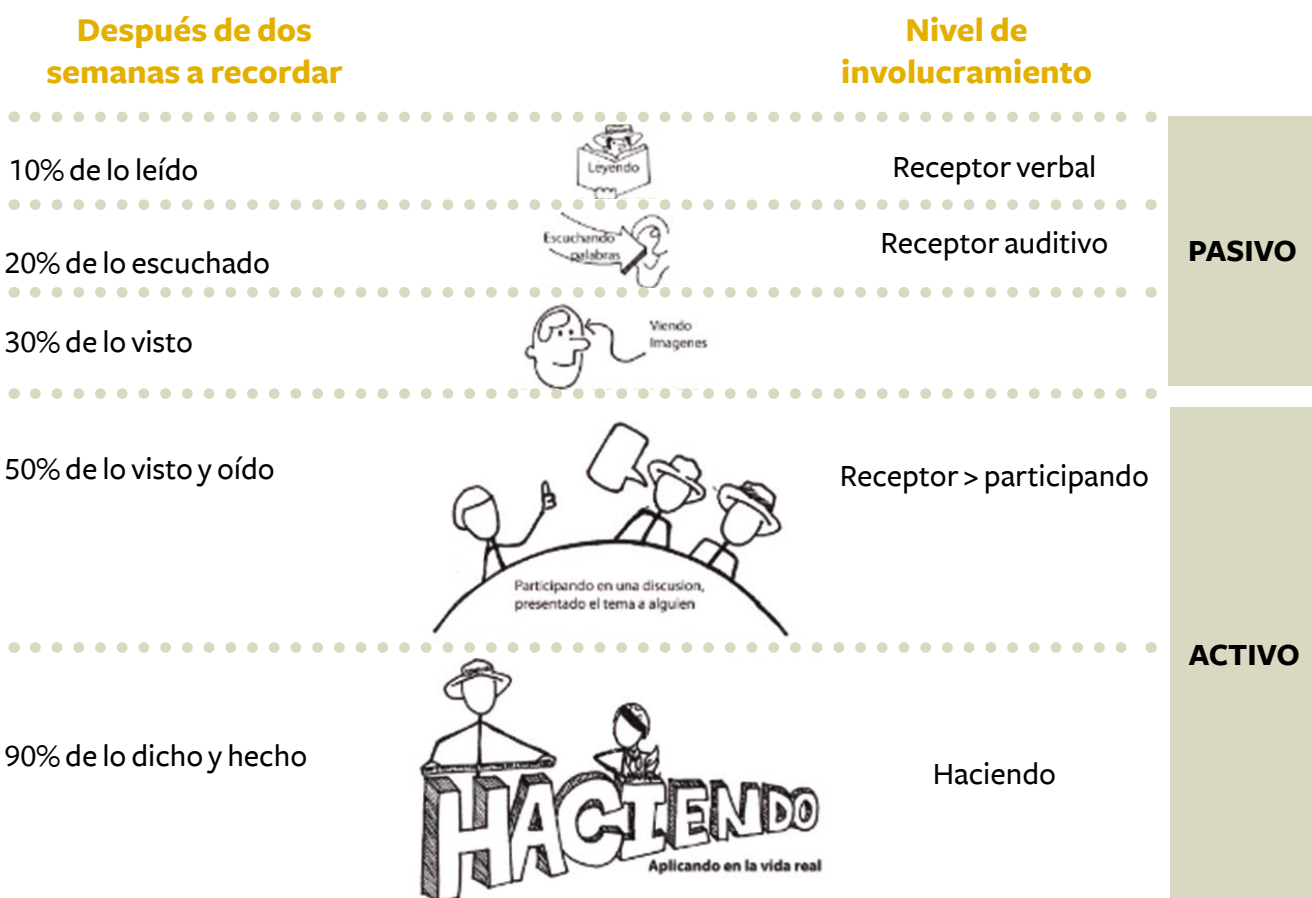 Después de dos
semanas a recordar
Nivel de
involucramiento
10% de lo leído
Leyendo
Receptor verbal
20% de lo escuchado
Escuchando
palabras
Receptor auditivo
PASIVO
30% de lo visto
Viendo
Imagenes
50% de lo visto y oído
Participando en una discusion,
presentado el tema a alguien
Receptor > participando
ACTIVO
90% de lo dicho y hecho
HACIENDO
Aplicando en la vida real
Haciendo